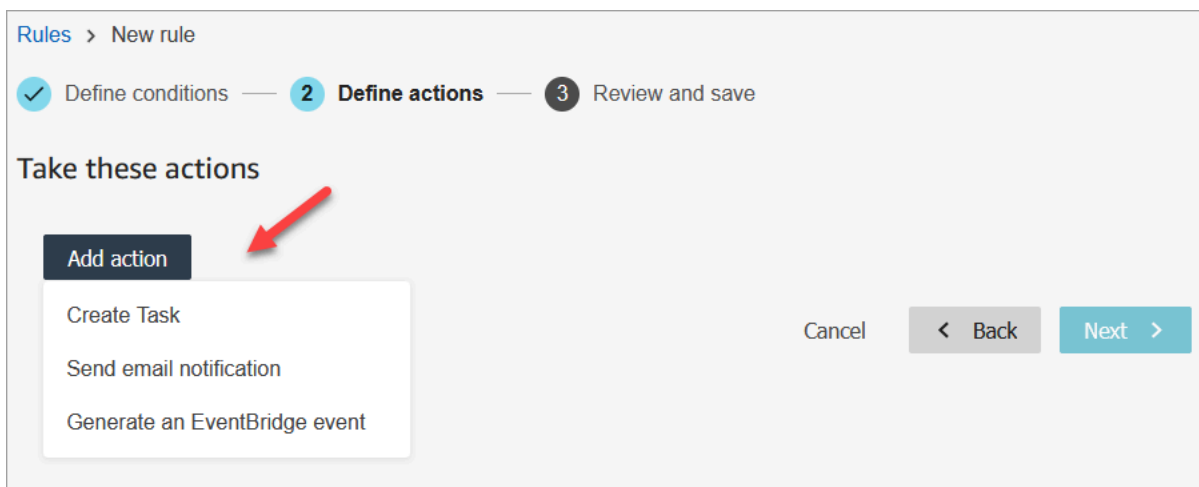 Rules > New rule
Define conditions 2 Define actions 3 Review and save
Take these actions
Add action
Create Task
Send email notification
Generate an EventBridge event
Cancel < Back Next >